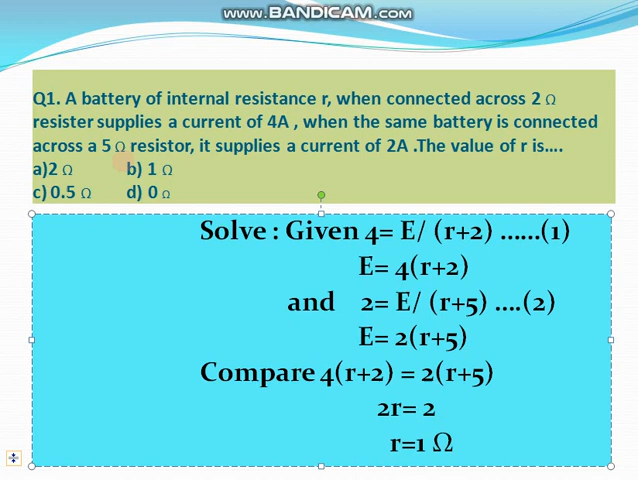 www.BANDICAM.com
Q1. A battery of internal resistance r, when connected across 2 Ω
resister supplies a current of 4A , when the same battery is connected
across a 5 Ω resistor, it supplies a current of 2A .The value of r is....
a)2 Ω b) 1 Ω
c) 0.5 Ω d) 0 Ω
Solve : Given 4= E/ (r+2) ......(1)
E= 4(r+2)
and 2= E/ (r+5) ....(2)
E= 2(r+5)
Compare 4(r+2) = 2(r+5)
2r= 2
r=1 Ω